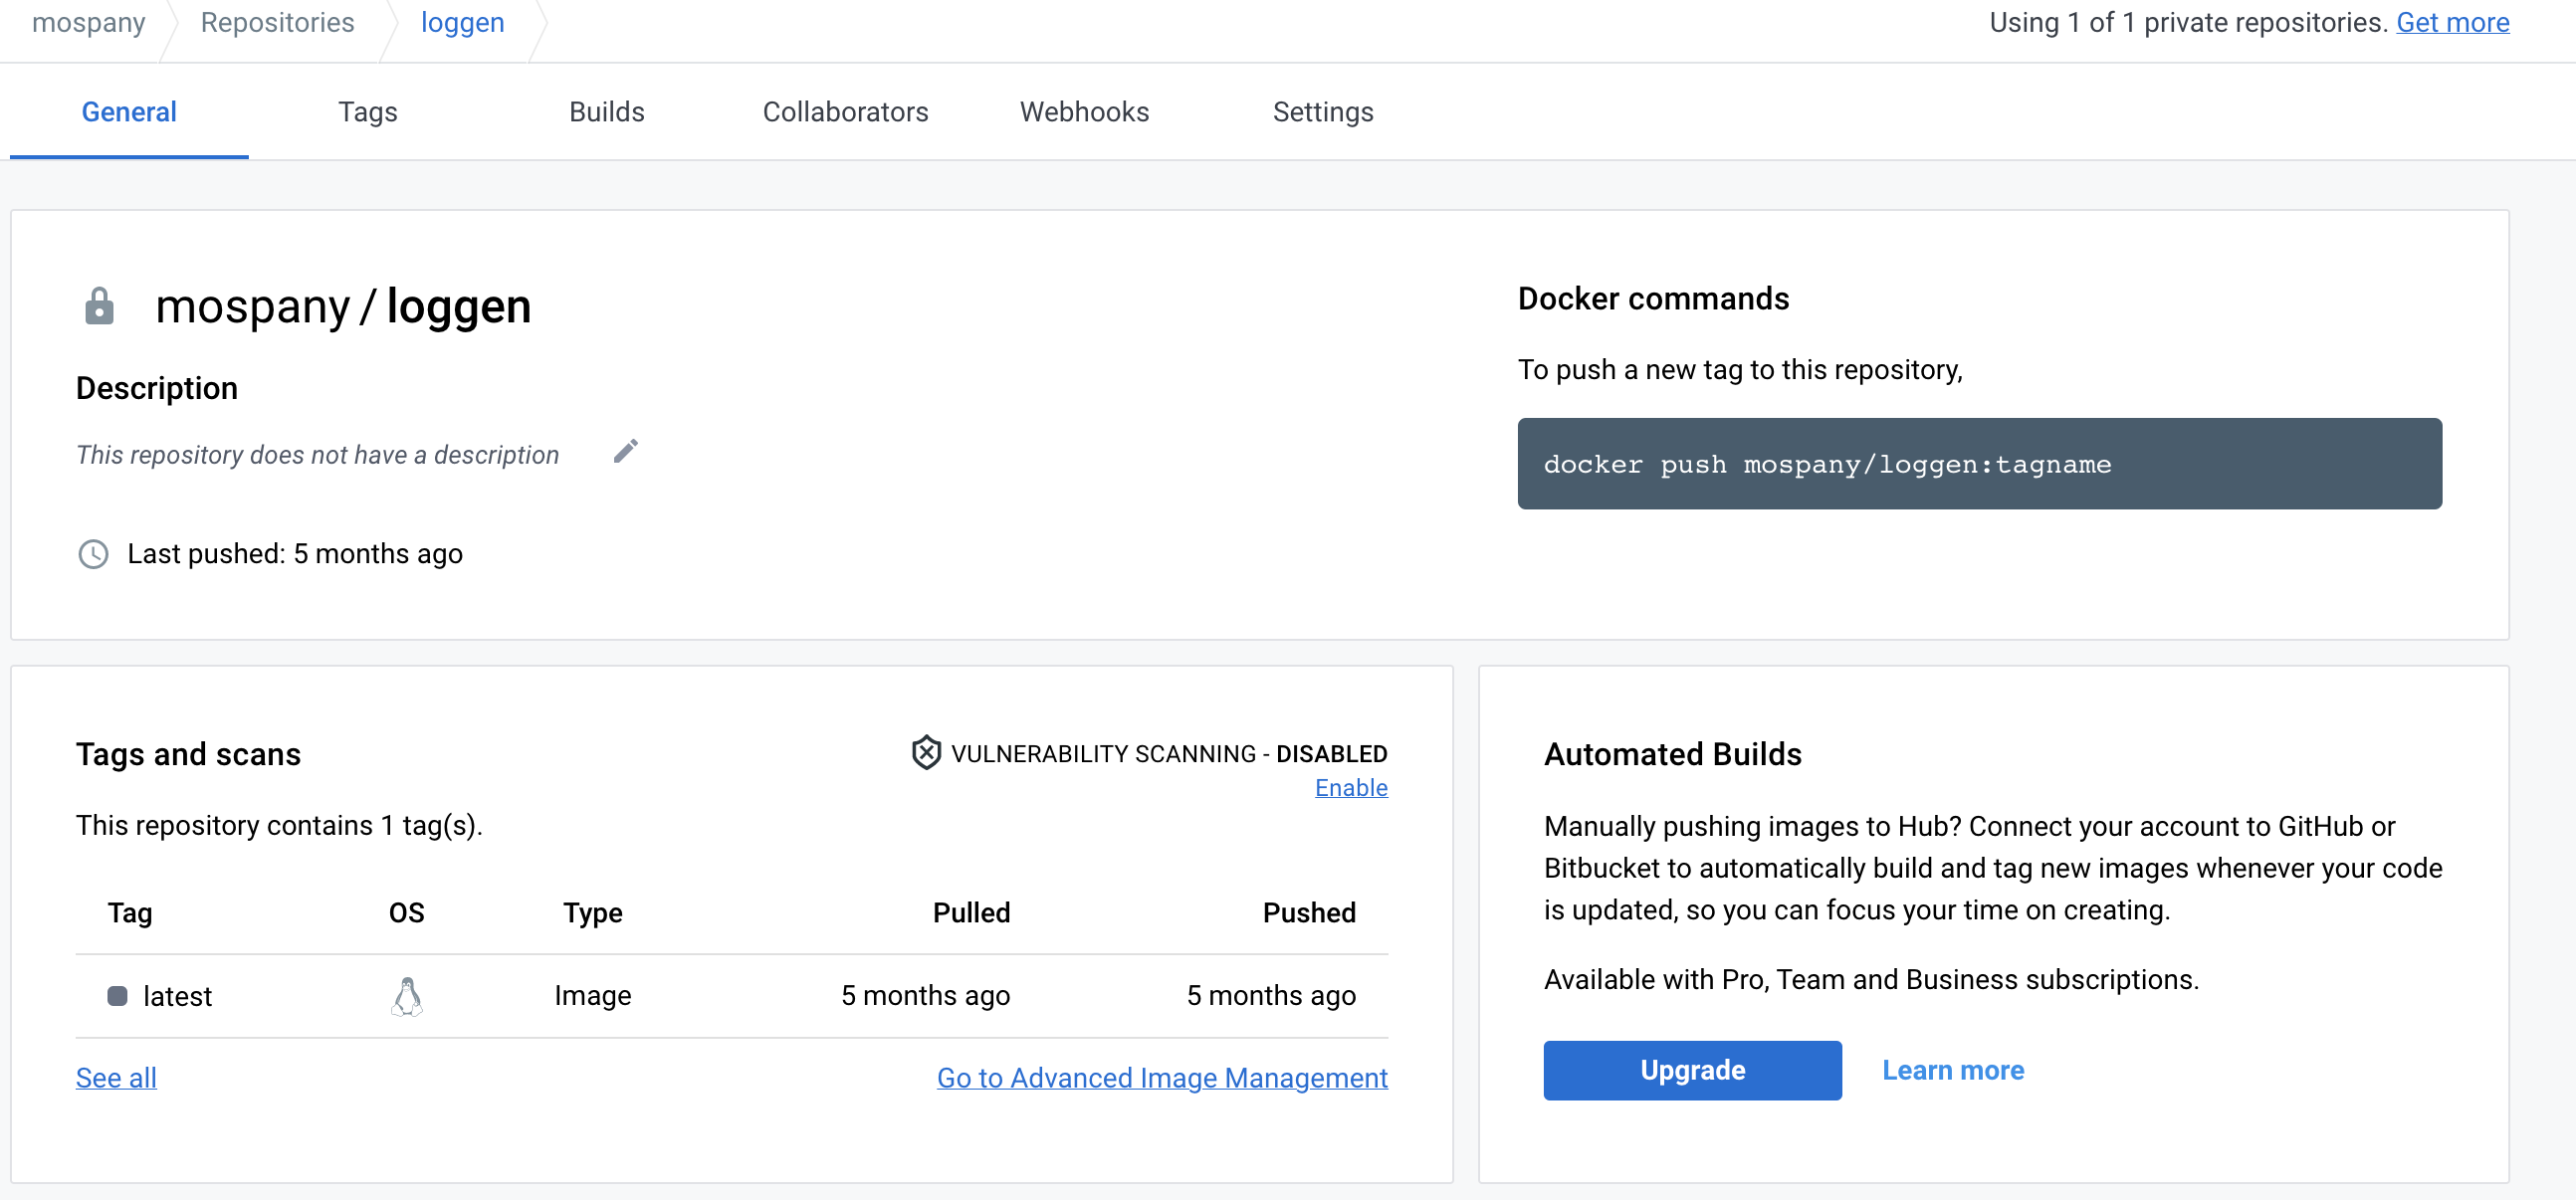 mospany Repositories loggen Using 1 of 1 private repositories. Get more
General Tags Builds Collaborators Webhooks Settings
mospany / loggen
Description
This repository does not have a description
Last pushed: 5 months ago
Docker commands
To push a new tag to this repository,
docker push mospany/loggen:tagname
Tags and scans
VULNERABILITY SCANNING - DISABLED
Enable
This repository contains 1 tag(s).
Tag OS Type Pulled Pushed
latest Image 5 months ago 5 months ago
See all Go to Advanced Image Management
Automated Builds
Manually pushing images to Hub? Connect your account to GitHub or
Bitbucket to automatically build and tag new images whenever your code
is updated, so you can focus your time on creating.
Available with Pro, Team and Business subscriptions.
Upgrade Learn more